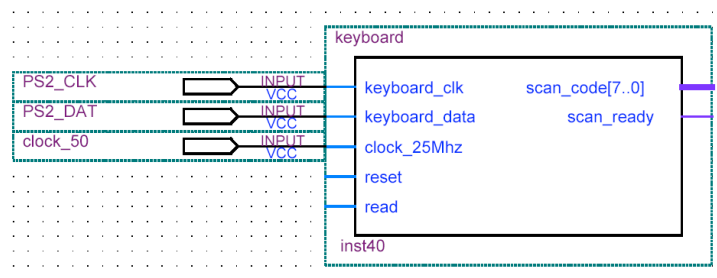 keyboard
PS2_CLK INPUT VCC keyboard_clk scan_code[7..0]
PS2_DAT INPUT VCC keyboard_data scan_ready
clock_50 INPUT VCC clock_25Mhz
reset
read
inst40